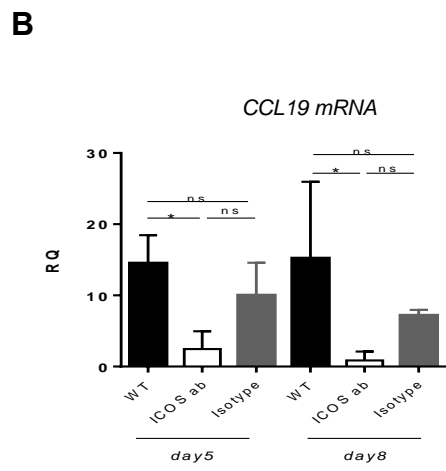 B
CCL19 mRNA
RQ
30
20
10
0
ns
* ns
ns
* ns
WT
ICOS ab
Isotype
WT
ICOS ab
Isotype
day5
day8